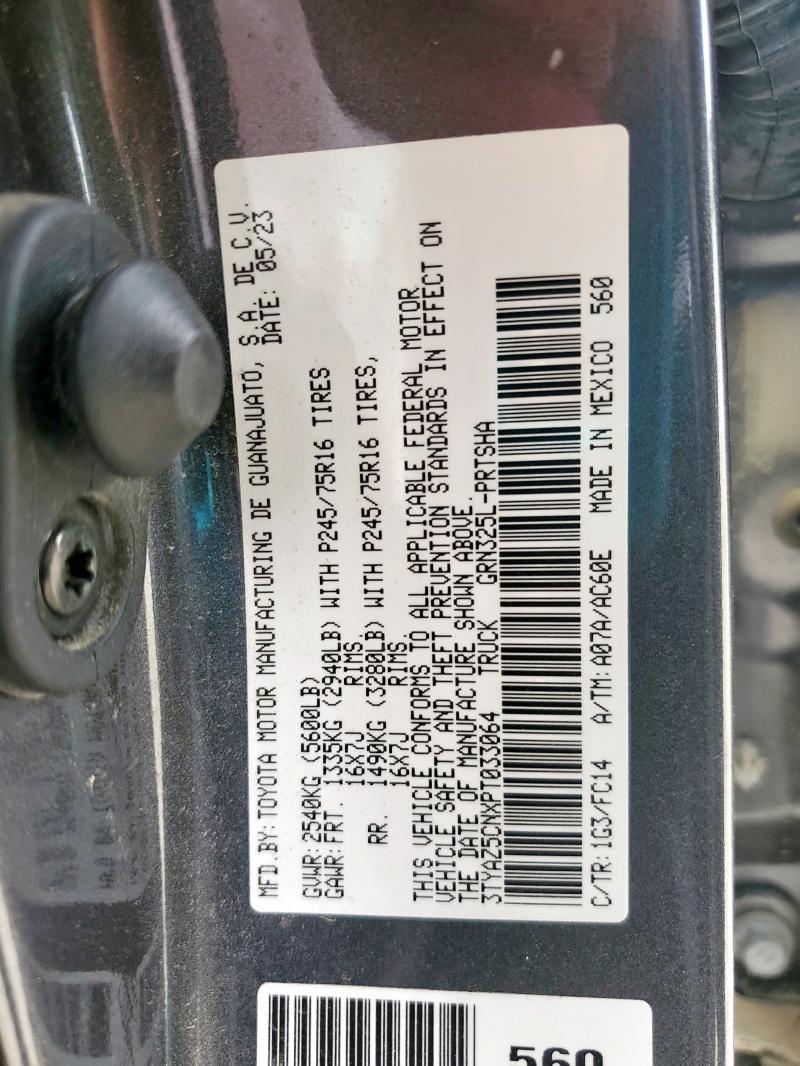 MFD.BY: TOYOTA MOTOR MANUFACTURING DE GUANAJUATO, S.A. DE C.V.
DATE: 05/23
GVWR: 2540KG (5600LB)
GAWR: FRT. 1335KG (2940LB) WITH P245/75R16 TIRES
16X7J RIMS
RR. 1490KG (3280LB) WITH P245/75R16 TIRES,
16X7J RIMS.
THIS VEHICLE CONFORMS TO ALL APPLICABLE FEDERAL MOTOR
VEHICLE SAFETY AND THEFT PREVENTION STANDARDS IN EFFECT ON
THE DATE OF MANUFACTURE SHOWN ABOVE.
3TYAZ5CNXPT033064 TRUCK GRN325L-PRTSHA
C/TR: 1G3/FC14 A/TM: A07A/AC60E MADE IN MEXICO 560
560